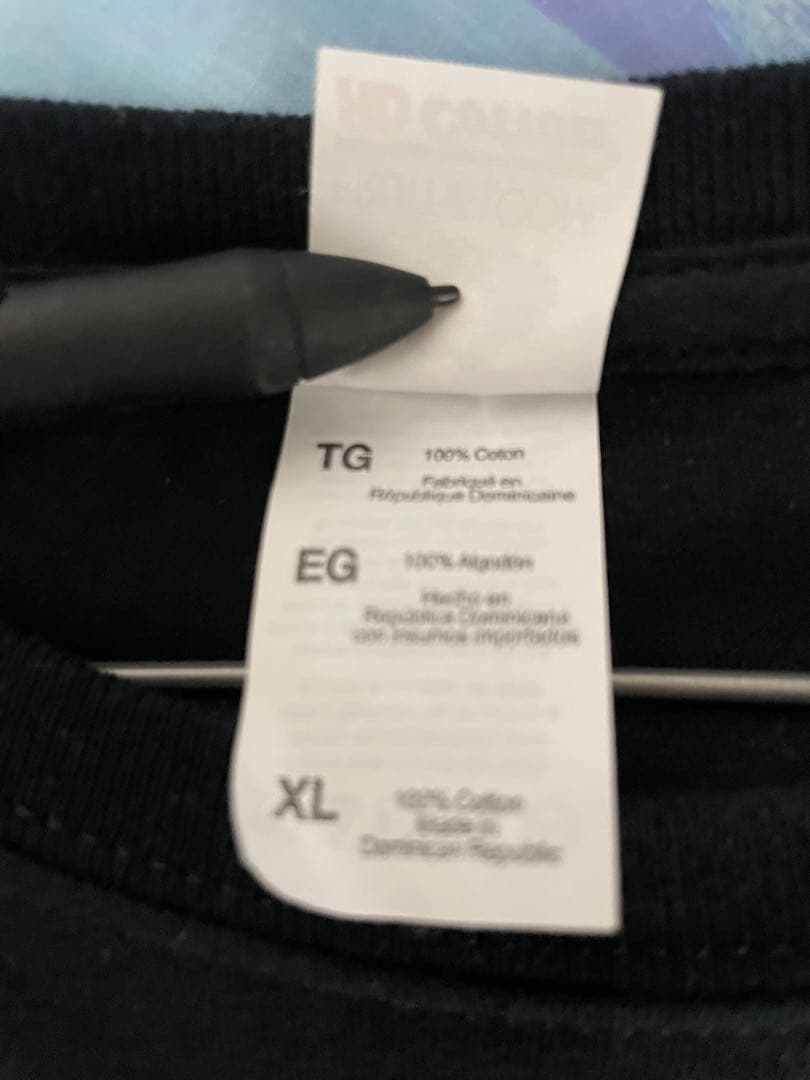 TG 100% Coton
Fabriqué en
République Dominicaine
EG 100% Algodón
Hecho en
República Dominicana
con insumos importados
XL 100% Cotton
Made in
Dominican Republic